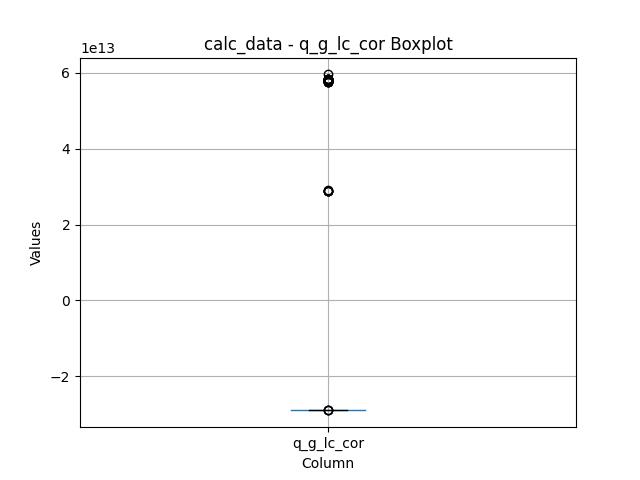 calc_data - q_g_lc_cor Boxplot
1e13
6
4
2
0
−2
Values
q_g_lc_cor
Column